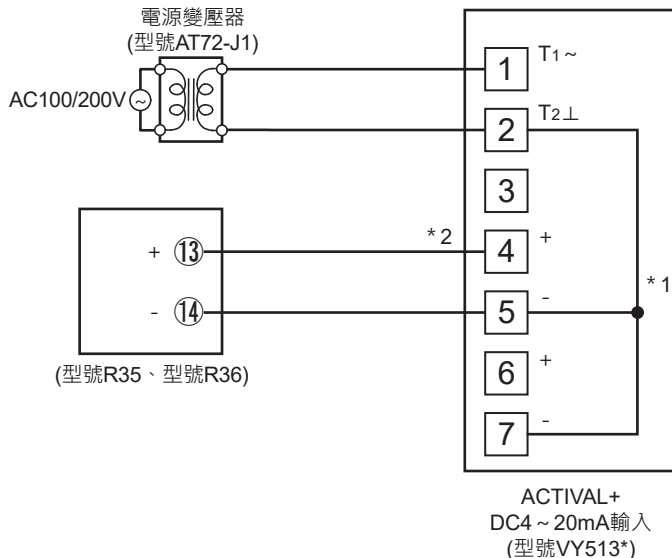 電源變壓器
(型號AT72-J1)
AC100/200V
~
1 T1~
2 T2⊥
3
*2
4 +
*1
5 -
6 +
7 -
+ ⑬
- ⑭
(型號R35、型號R36)
ACTIVAL+
DC4~20mA輸入
(型號VY513*)